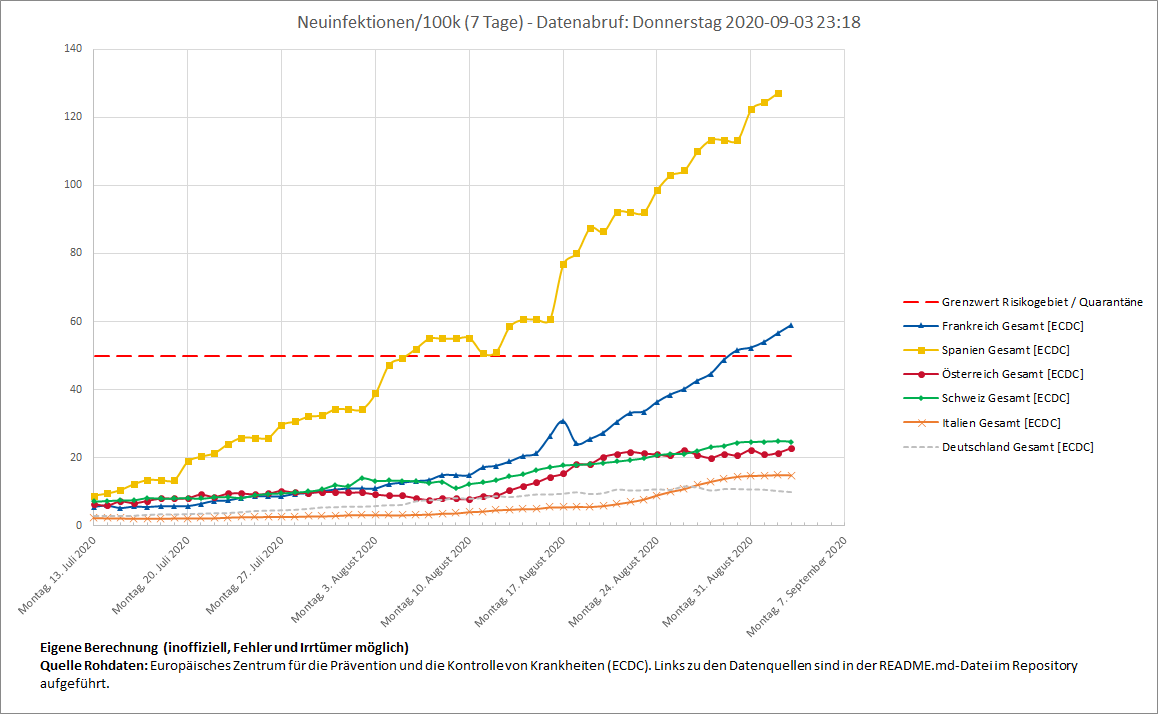 Neuinfektionen/100k (7 Tage) - Datenabruf: Donnerstag 2020-09-03 23:18
140
120
100
80
60
40
20
0
Montag, 13. Juli 2020
Montag, 20. Juli 2020
Montag, 27. Juli 2020
Montag, 3. August 2020
Montag, 10. August 2020
Montag, 17. August 2020
Montag, 24. August 2020
Montag, 31. August 2020
Montag, 7. September 2020
Grenzwert Risikogebiet / Quarantäne
Frankreich Gesamt [ECDC]
Spanien Gesamt [ECDC]
Österreich Gesamt [ECDC]
Schweiz Gesamt [ECDC]
Italien Gesamt [ECDC]
Deutschland Gesamt [ECDC]
Eigene Berechnung (inoffiziell, Fehler und Irrtümer möglich)
Quelle Rohdaten: Europäisches Zentrum für die Prävention und die Kontrolle von Krankheiten (ECDC). Links zu den Datenquellen sind in der README.md-Datei im Repository
aufgeführt.